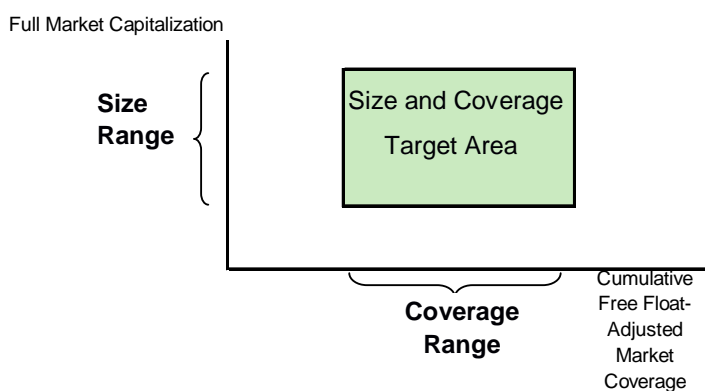 Full Market Capitalization
Size
Range
Size and Coverage
Target Area
Coverage
Range
Cumulative
Free Float-
Adjusted
Market
Coverage